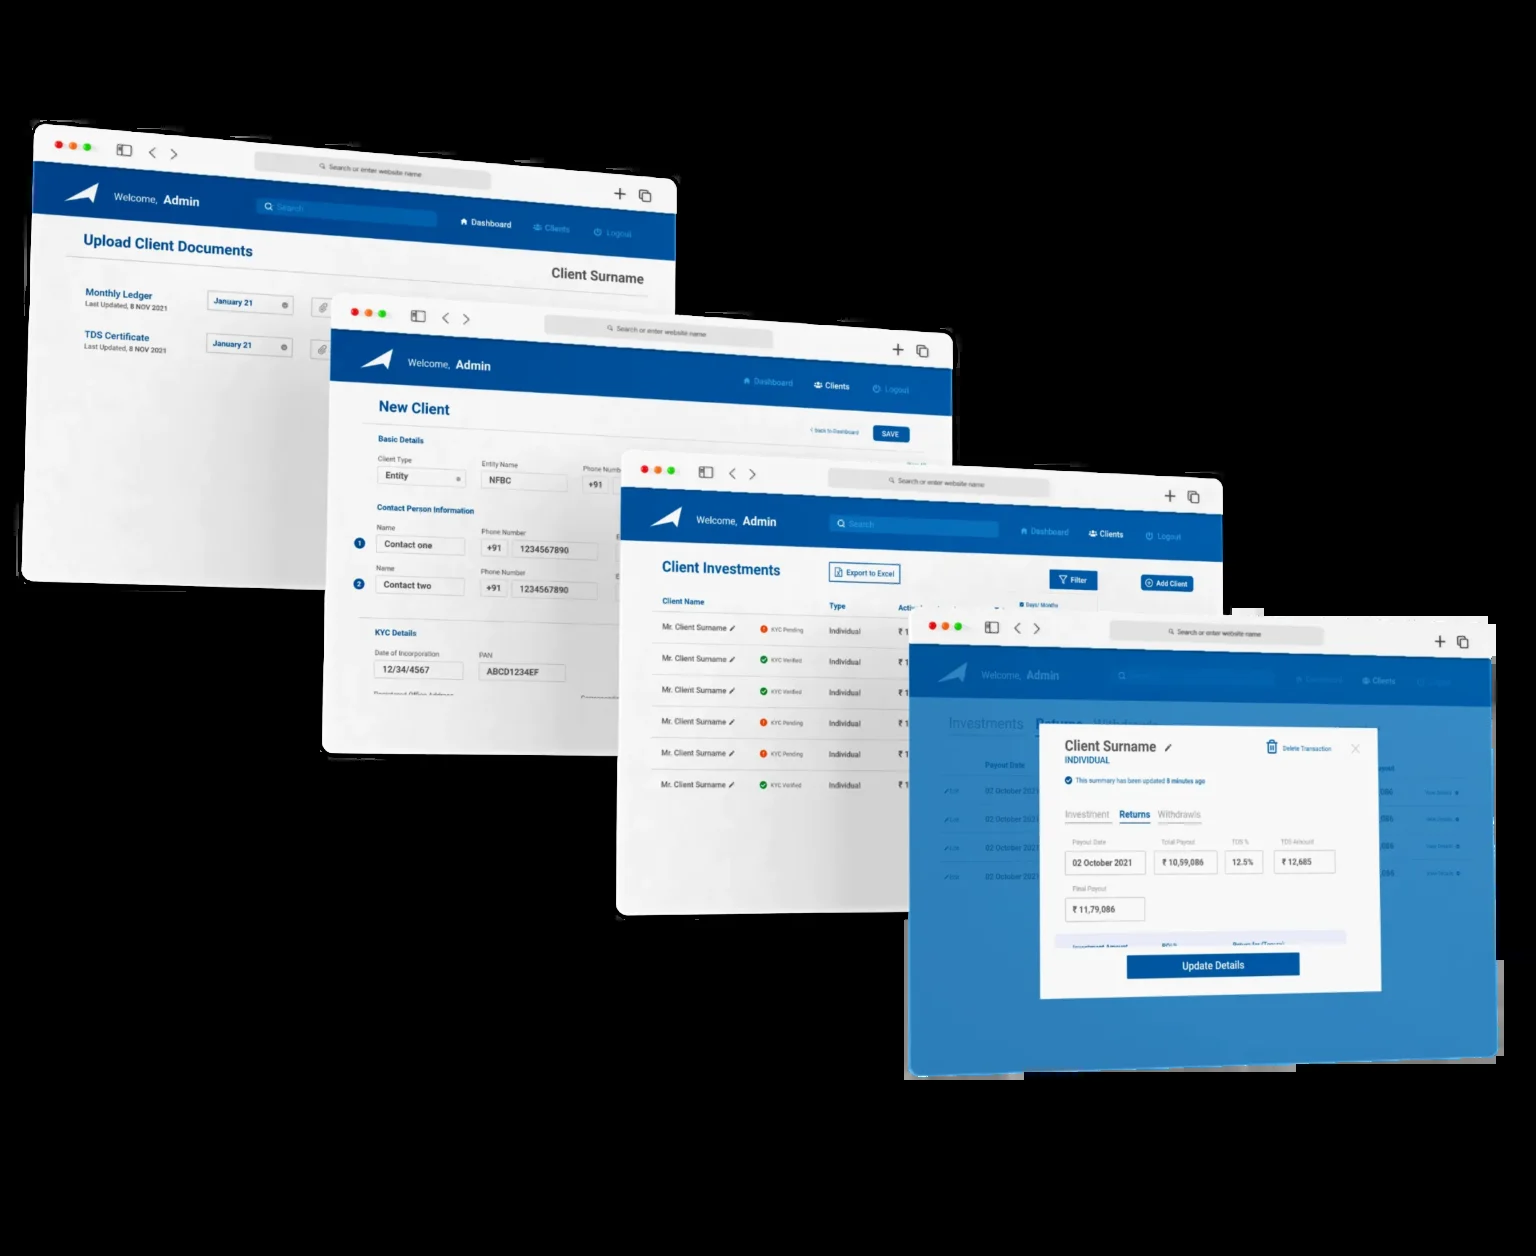 Search or enter website name
Welcome, Admin
Search
Dashboard
Clients
Logout
Upload Client Documents
Client Surname
Monthly Ledger
Last Updated, 8 NOV 2021
January 21
TDS Certificate
Last Updated, 8 NOV 2021
January 21
Search or enter website name
Welcome, Admin
Dashboard
Clients
Logout
New Client
Back to Dashboard
SAVE
Basic Details
Client Type
Entity Name
Phone Numb
Entity
NFBC
+91
Contact Person Information
Name
Phone Number
1
Contact one
+91
1234567890
Name
Phone Number
2
Contact two
+91
1234567890
KYC Details
Date of Incorporation
PAN
12/34/4567
ABCD1234EF
Search or enter website name
Welcome, Admin
Search
Dashboard
Clients
Logout
Client Investments
Export to Excel
Filter
Add Client
Client Name
Type
Days/ Months
Mr. Client Surname
KYC Pending
Individual
₹ 1
Mr. Client Surname
KYC Verified
Individual
₹ 1
Mr. Client Surname
KYC Verified
Individual
₹ 1
Mr. Client Surname
KYC Pending
Individual
₹ 1
Mr. Client Surname
KYC Pending
Individual
₹ 1
Mr. Client Surname
KYC Verified
Individual
₹ 1
Search or enter website name
Welcome, Admin
Clients
Investments
Returns
Withdrawals
Payout Date
02 October 2021
02 October 2021
02 October 2021
02 October 2021
Client Surname
INDIVIDUAL
Delete Transaction
This summary has been updated 8 minutes ago
Investment
Returns
Withdrawls
Payout Date
Total Payout
TDS %
TDS Amount
02 October 2021
₹ 10,59,086
12.5%
₹ 12,685
Final Payout
₹ 11,79,086
Update Details